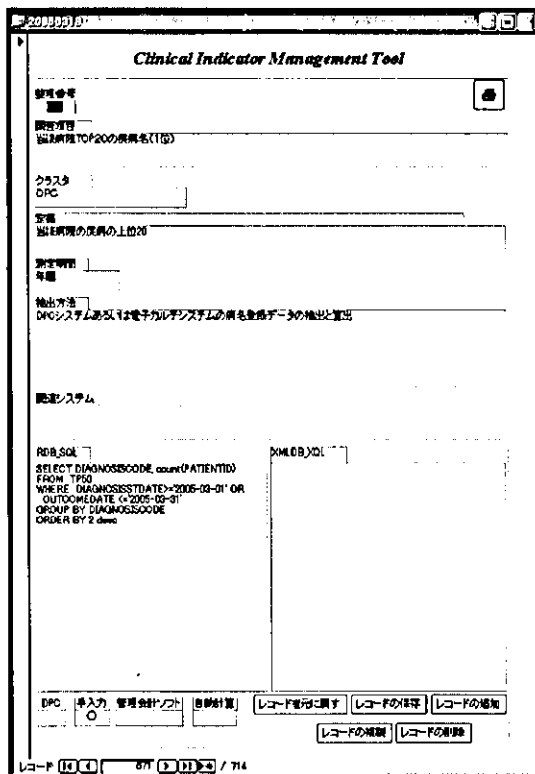 Clinical Indicator Management Tool
整理番号
調査項目
当該病院TOP20の疾病名(1位)
クラスタ
DPC
定義
当該病院の疾病の上位20
測定期間
年間
抽出方法
DPCシステムあるいは電子カルテシステムの病名登録データの抽出と算出
関連システム
RDB_SQL
XMLDB_XQL
SELECT DIAGNOSISCODE, count(PATIENTID)
FROM TP50
WHERE DIAGNOSISSTDATE>='2005-03-01' OR
OUTCOMEDATE <='2005-03-31'
GROUP BY DIAGNOSISCODE
ORDER BY 2 desc
DPC 手入力 管理会計ソフト 自動計算
○
レコードを元に戻す レコードの保存 レコードの追加
レコードの複製 レコードの削除
レコード / 714